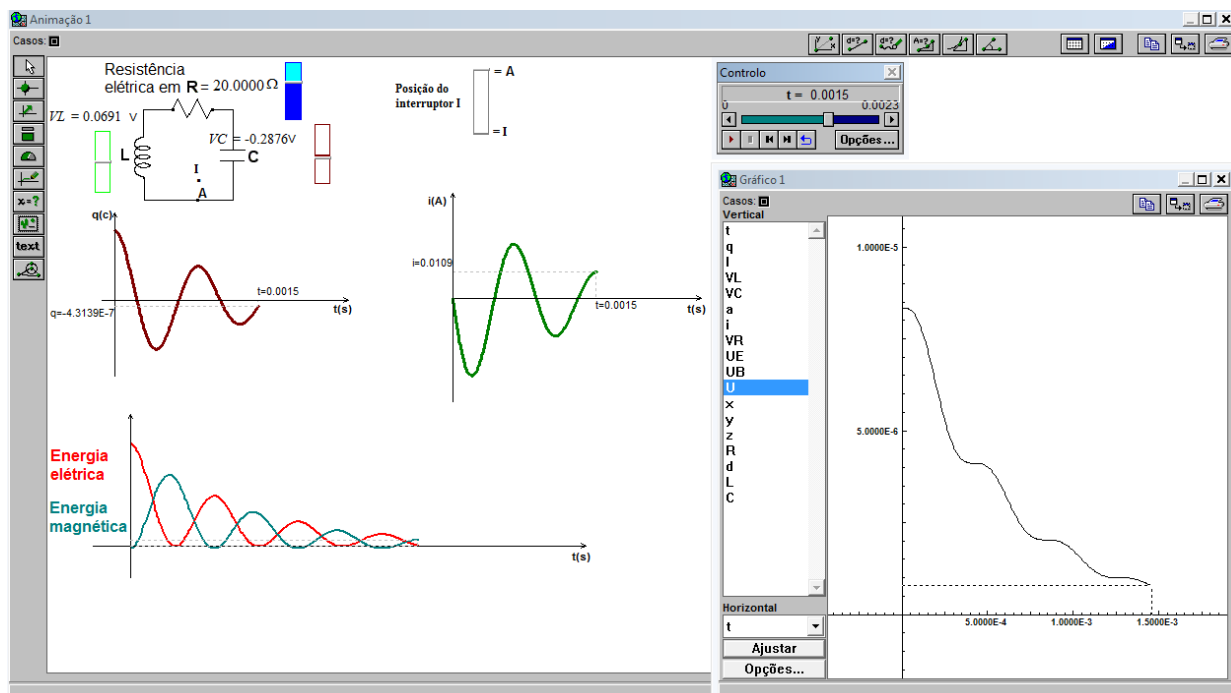 Animação 1
Casos:
text
x=?
Resistência
elétrica em R = 20.0000 Ω
VL = 0.0691 v
VC = -0.2876v
L
C
I
A
Posição do
interruptor I
= A
= I
q(c)
t=0.0015
q=-4.3139E-7
t(s)
i(A)
i=0.0109
t=0.0015
t(s)
Energia
elétrica
Energia
magnética
t(s)
Controlo
t = 0.0015
0
0.0023
Opções...
Gráfico 1
Casos:
Vertical
t
q
I
VL
VC
a
i
VR
UE
UB
U
x
y
z
R
d
L
C
Horizontal
t
Ajustar
Opções...
1.0000E-5
5.0000E-6
5.0000E-4
1.0000E-3
1.5000E-3